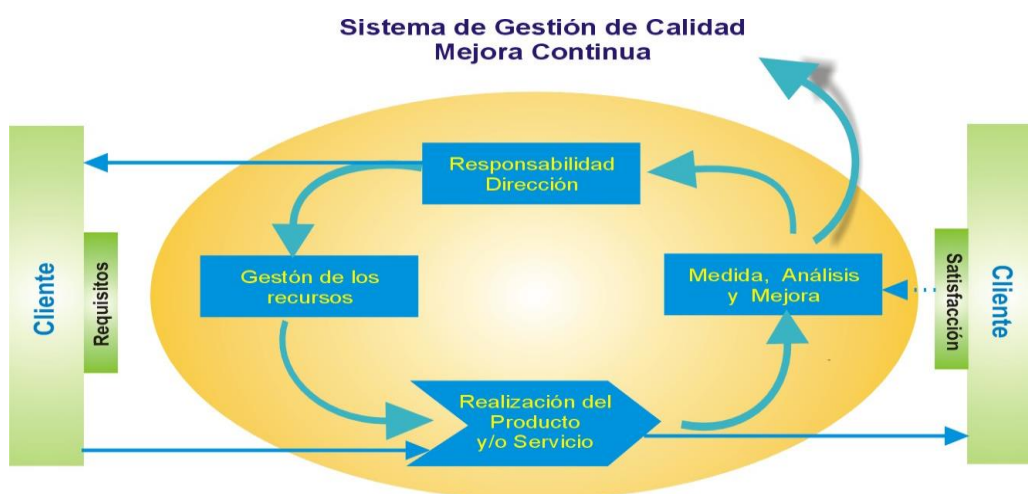 Sistema de Gestión de Calidad
Mejora Continua
Responsabilidad
Dirección
Cliente
Requisitos
Gestón de los
recursos
Medida, Análisis
y Mejora
Satisfacción
Cliente
Realización del
Producto
y/o Servicio